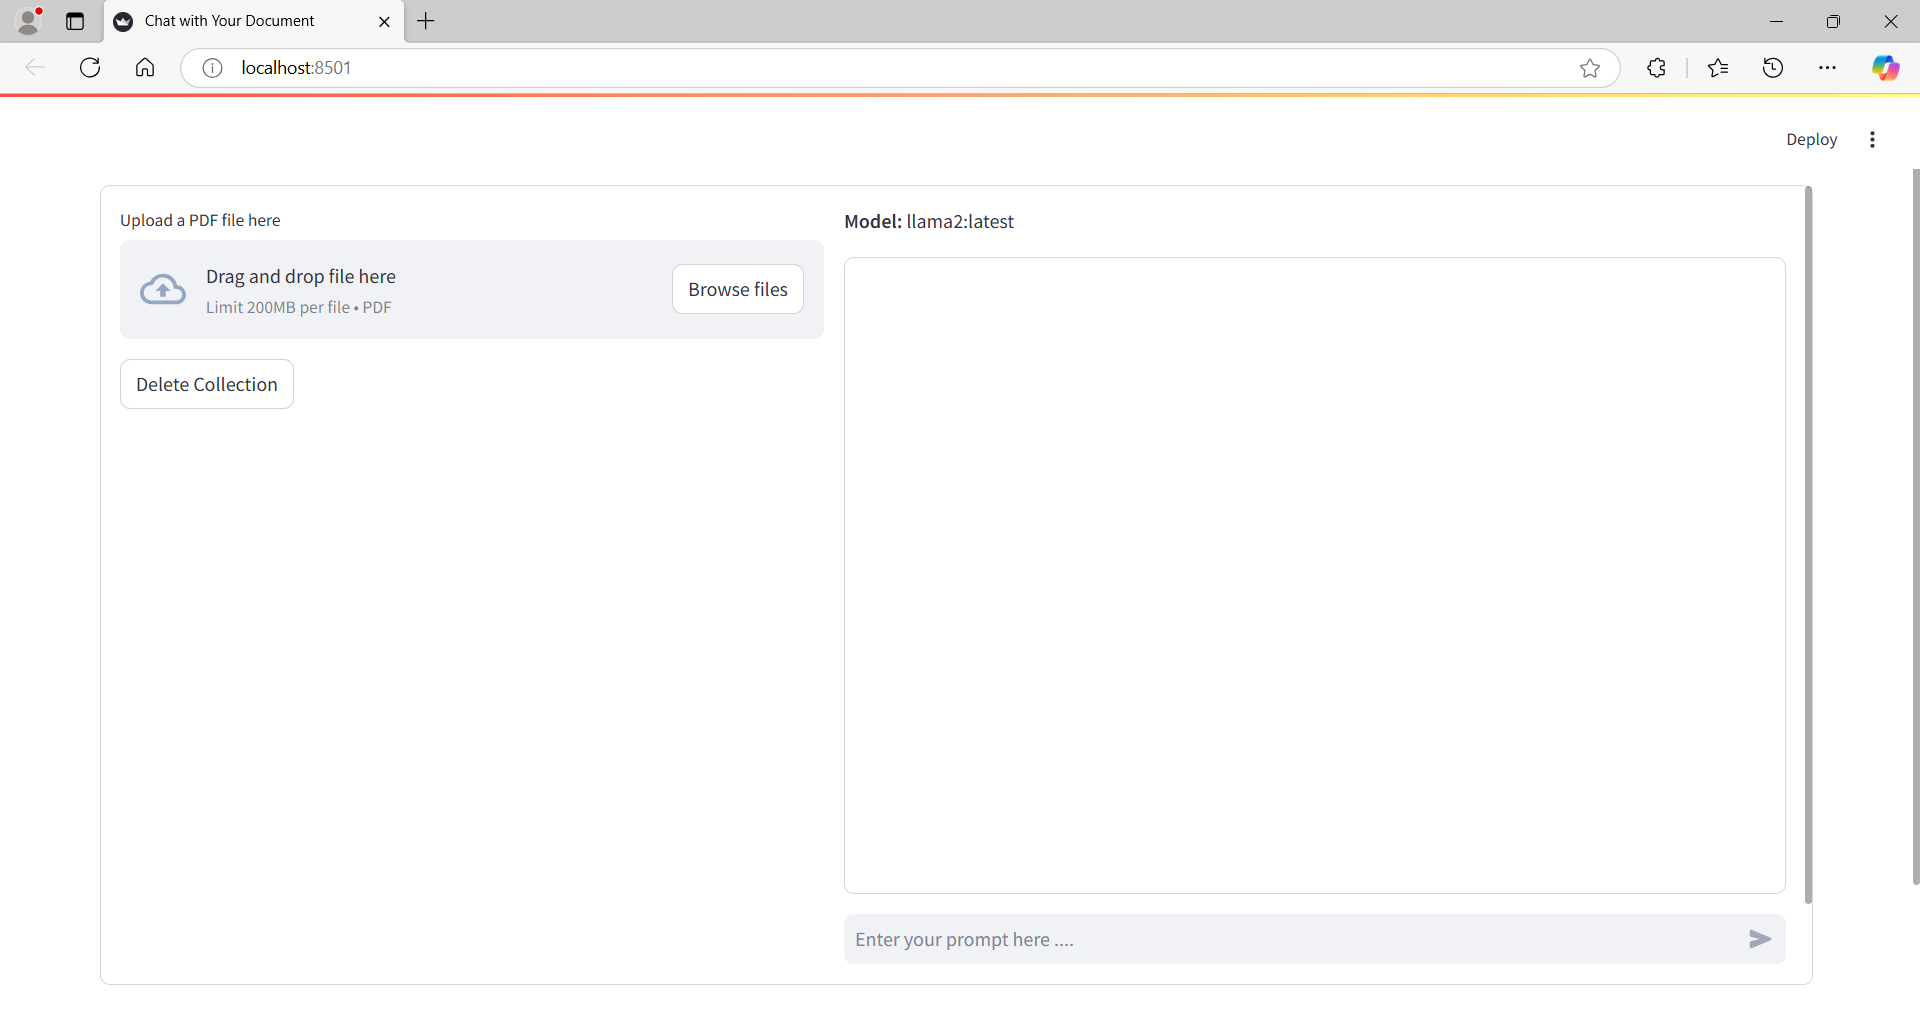 Chat with Your Document
localhost:8501
Deploy
Upload a PDF file here
Drag and drop file here
Limit 200MB per file • PDF
Browse files
Delete Collection
Model: llama2:latest
Enter your prompt here ....